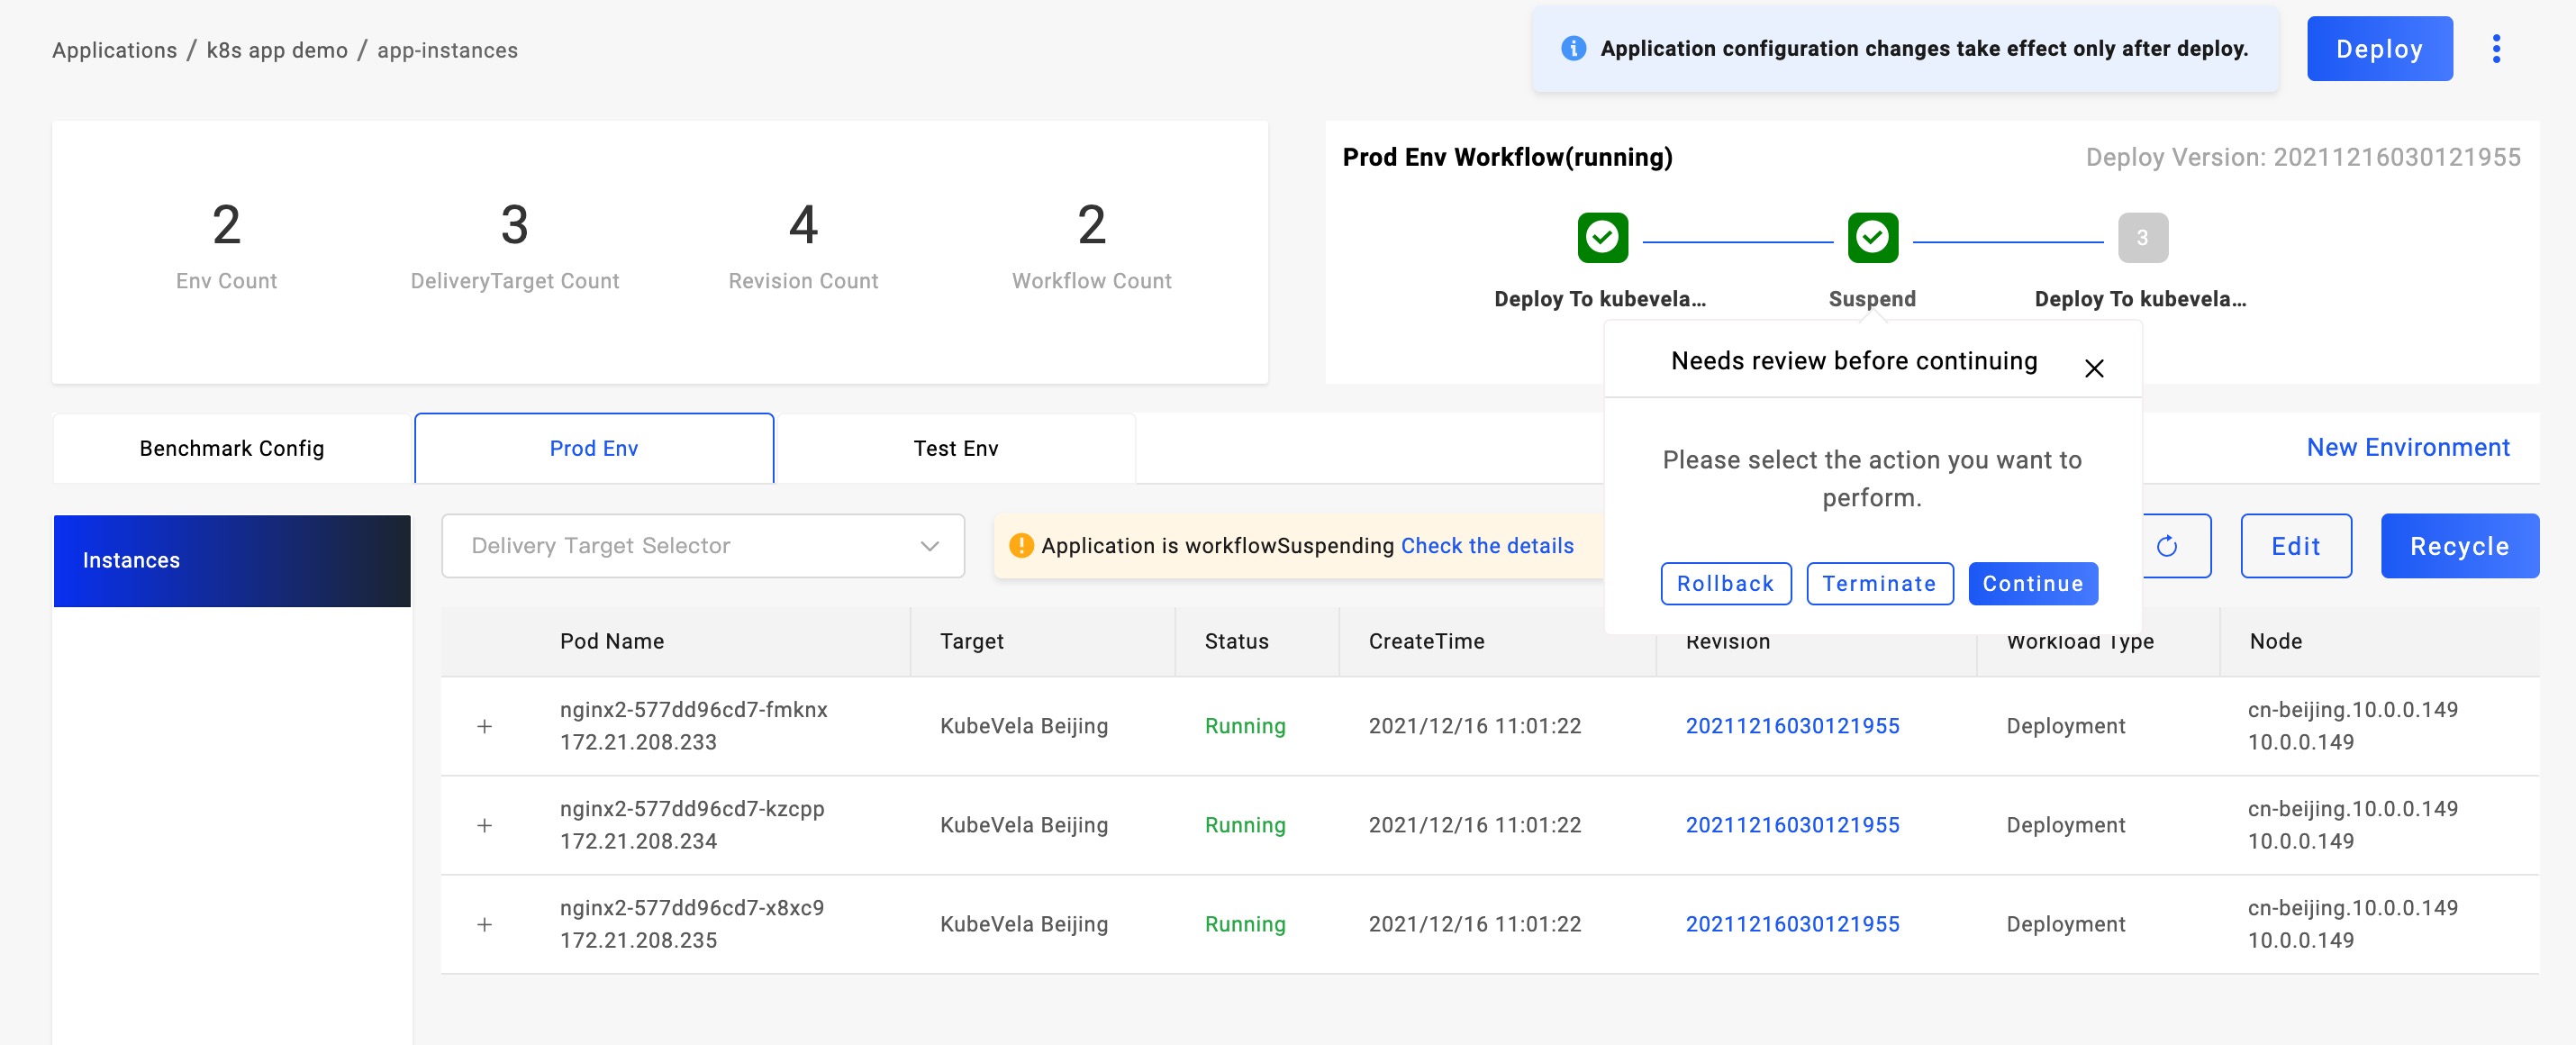 Applications / k8s app demo / app-instances
Application configuration changes take effect only after deploy.
Deploy
2
Env Count
3
DeliveryTarget Count
4
Revision Count
2
Workflow Count
Prod Env Workflow(running)
Deploy Version: 20211216030121955
3
Deploy To kubevela...
Suspend
Deploy To kubevela...
Needs review before continuing
Please select the action you want to
perform.
Rollback
Terminate
Continue
Benchmark Config
Prod Env
Test Env
New Environment
Instances
Delivery Target Selector
Application is workflowSuspending Check the details
Edit
Recycle
Pod Name
Target
Status
CreateTime
Revision
Workload Type
Node
nginx2-577dd96cd7-fmknx
172.21.208.233
KubeVela Beijing
Running
2021/12/16 11:01:22
20211216030121955
Deployment
cn-beijing.10.0.0.149
10.0.0.149
nginx2-577dd96cd7-kzcpp
172.21.208.234
KubeVela Beijing
Running
2021/12/16 11:01:22
20211216030121955
Deployment
cn-beijing.10.0.0.149
10.0.0.149
nginx2-577dd96cd7-x8xc9
172.21.208.235
KubeVela Beijing
Running
2021/12/16 11:01:22
20211216030121955
Deployment
cn-beijing.10.0.0.149
10.0.0.149